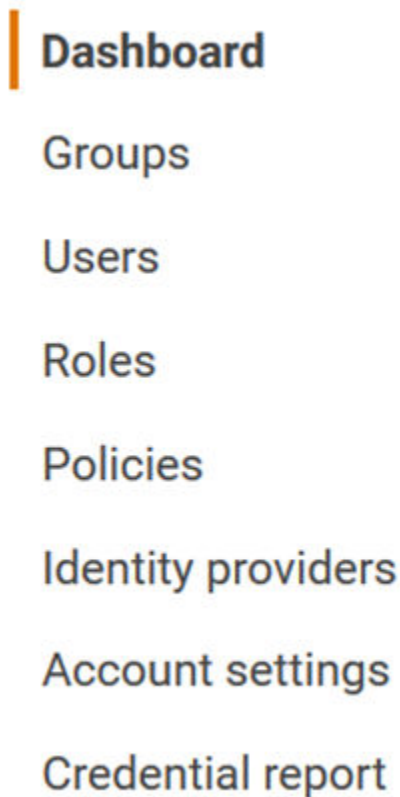 Dashboard
Groups
Users
Roles
Policies
Identity providers
Account settings
Credential report